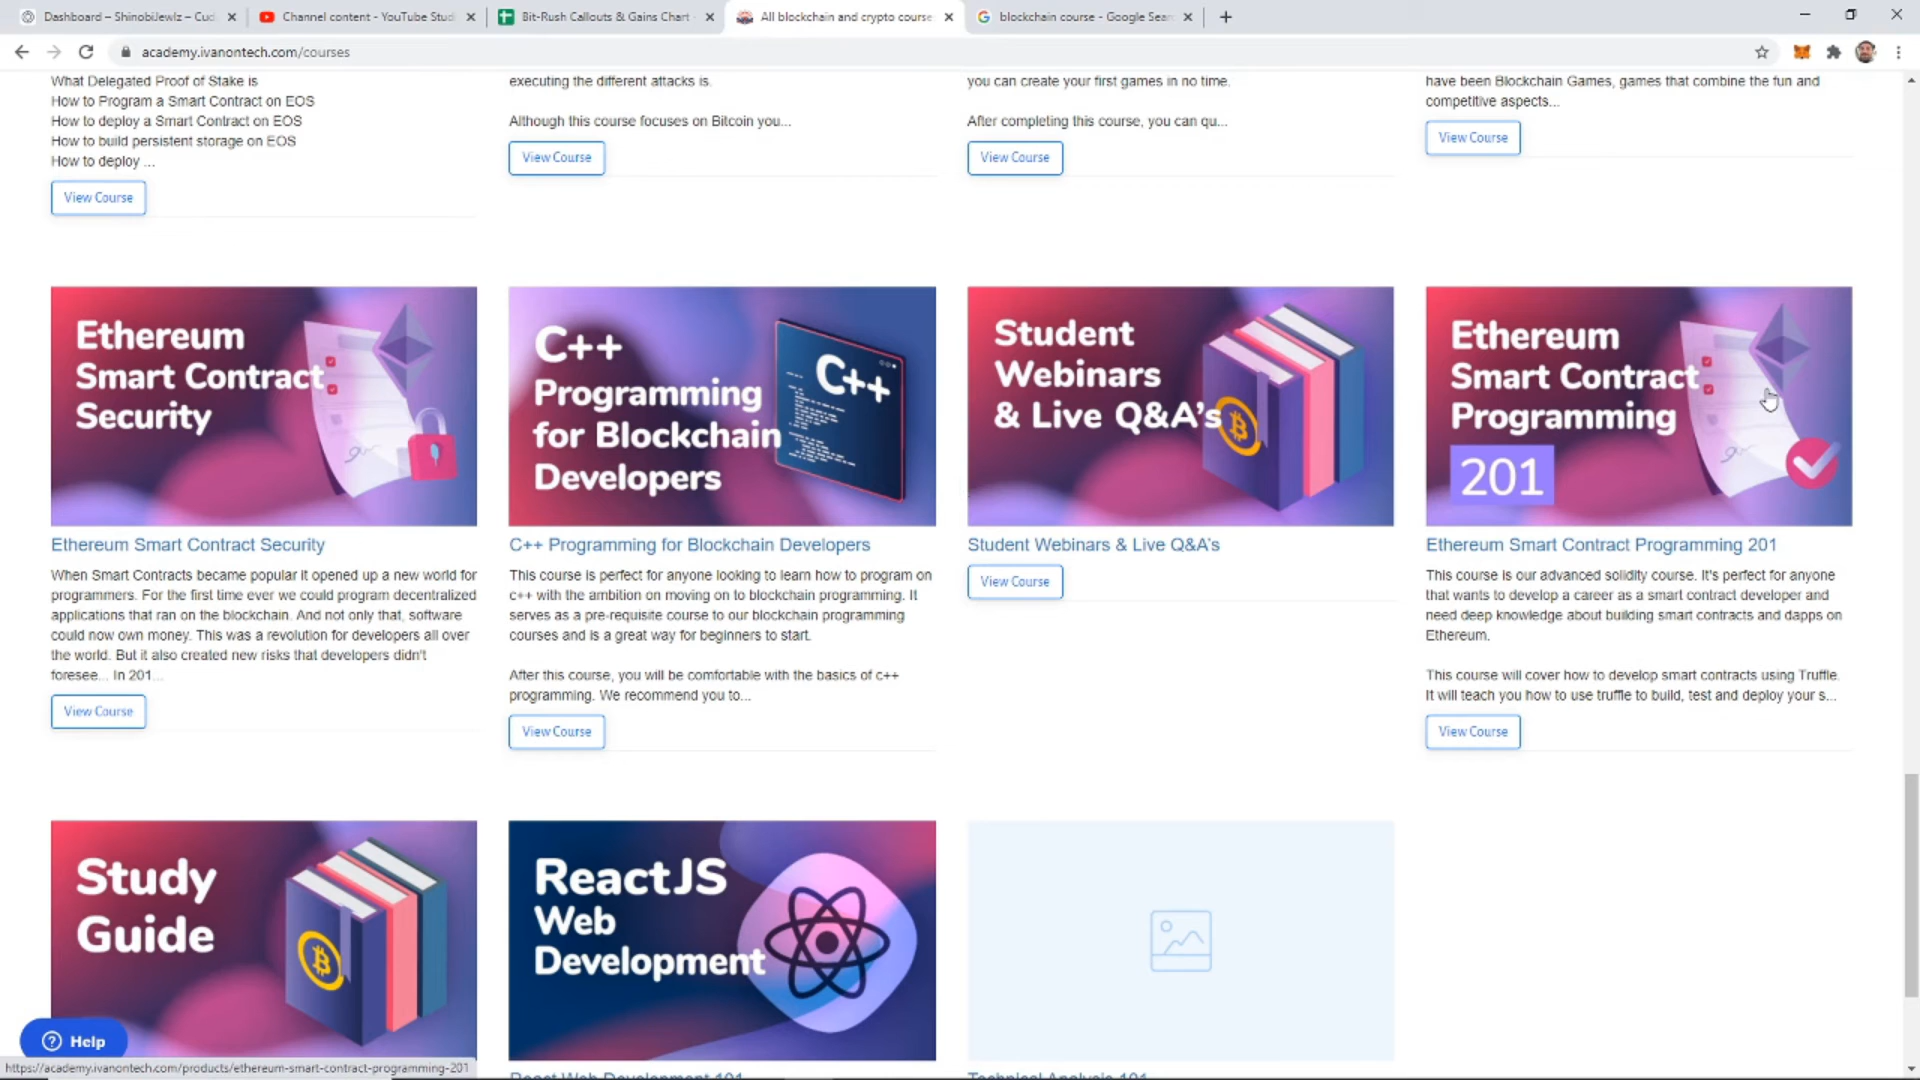 Dashboard – ShinobiJewlz – Cud
Channel content - YouTube Stud
Bit-Rush Callouts & Gains Chart
All blockchain and crypto course
blockchain course - Google Sear
academy.ivanontech.com/courses
What Delegated Proof of Stake is
How to Program a Smart Contract on EOS
How to deploy a Smart Contract on EOS
How to build persistent storage on EOS
How to deploy ...
View Course
executing the different attacks is.
Although this course focuses on Bitcoin you...
View Course
you can create your first games in no time.
After completing this course, you can qu...
View Course
have been Blockchain Games, games that combine the fun and
competitive aspects...
View Course
Ethereum
Smart Contract
Security
Ethereum Smart Contract Security
When Smart Contracts became popular it opened up a new world for
programmers. For the first time ever we could program decentralized
applications that ran on the blockchain. And not only that, software
could now own money. This was a revolution for developers all over
the world. But it also created new risks that developers didn't
foresee... In 201...
View Course
C++
Programming
for Blockchain
Developers
C++
C++ Programming for Blockchain Developers
This course is perfect for anyone looking to learn how to program on
c++ with the ambition on moving on to blockchain programming. It
serves as a pre-requisite course to our blockchain programming
courses and is a great way for beginners to start.
After this course, you will be comfortable with the basics of c++
programming. We recommend you to...
View Course
Student
Webinars
& Live Q&A's
Student Webinars & Live Q&A's
View Course
Ethereum
Smart Contract
Programming
201
Ethereum Smart Contract Programming 201
This course is our advanced solidity course. It's perfect for anyone
that wants to develop a career as a smart contract developer and
need deep knowledge about building smart contracts and dapps on
Ethereum.
This course will cover how to develop smart contracts using Truffle.
It will teach you how to use truffle to build, test and deploy your s...
View Course
Study
Guide
ReactJS
Web
Development
React Web Development 101
Technical Analysis 101
Help
https://academy.ivanontech.com/products/ethereum-smart-contract-programming-201